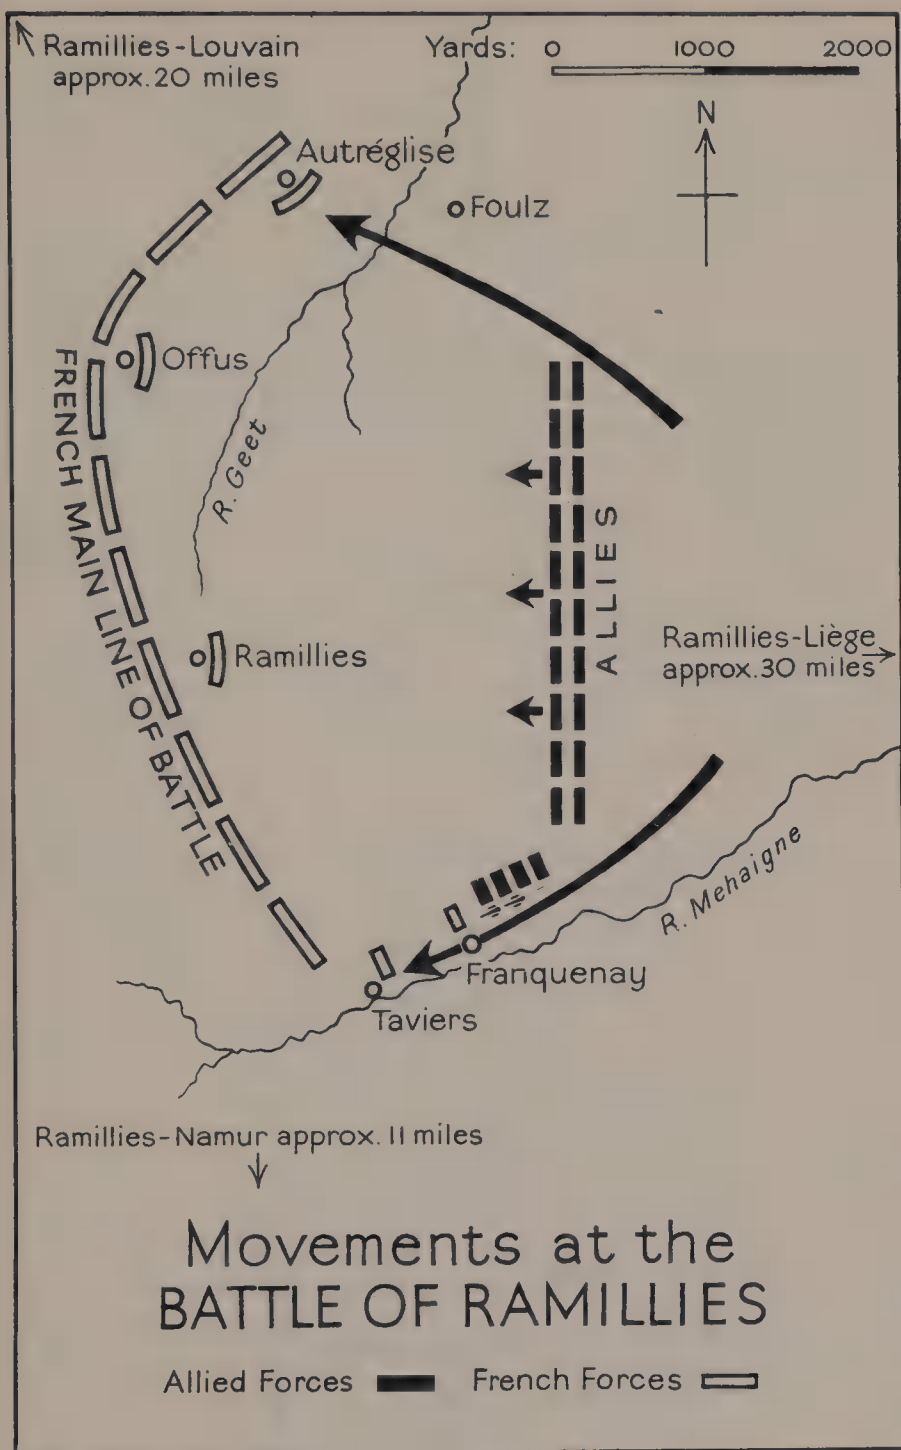 Ramillies-Louvain
approx. 20 miles
Yards: 0 1000 2000
N
Autréglise
Foulz
Offus
FRENCH MAIN LINE OF BATTLE
R. Geet
ALLIES
Ramillies
Ramillies-Liège
approx. 30 miles
R. Mehaigne
Franquenay
Taviers
Ramillies-Namur approx. 11 miles
Movements at the
BATTLE OF RAMILLIES
Allied Forces French Forces